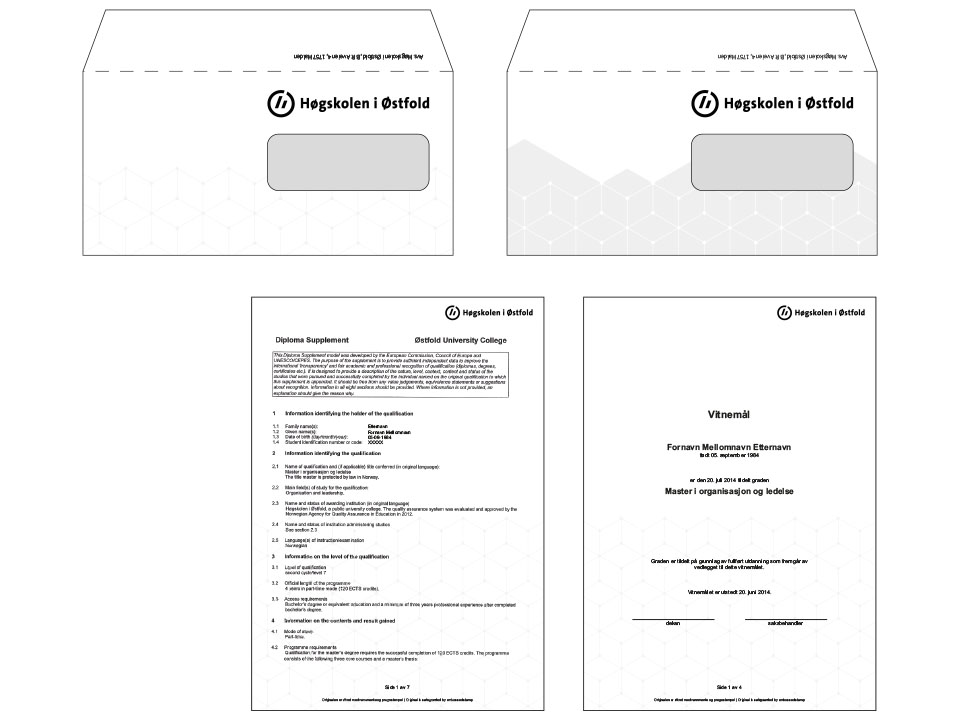 Avs. Høgskolen i Østfold, B R A veien 4, 1757 Halden
Høgskolen i Østfold
Avs. Høgskolen i Østfold, B R A veien 4, 1757 Halden
Høgskolen i Østfold
Høgskolen i Østfold
Diploma Supplement Østfold University College
This Diploma Supplement model was developed by the European Commission, Council of Europe and
UNESCO/CEPES. The purpose of the supplement is to provide sufficient independent data to improve the
international 'transparency' and fair academic and professional recognition of qualification (diplomas, degrees,
certificates etc.). It is designed to provide a description of the nature, level, context, content and status of the
studies that were pursued and successfully completed by the individual named on the original qualification to which
this supplement is appended. It should be free from any value judgements, equivalence statements or suggestions
about recognition. Information in all eight sections should be provided. Where information is not provided, an
explanation should give the reason why.
1 Information identifying the holder of the qualification
1.1 Family name(s): Etternavn
1.2 Given name(s): Fornavn Mellomnavn
1.3 Date of birth (day/month/year): 05-09-1984
1.4 Student identification number or code: XXXXX
2 Information identifying the qualification
2.1 Name of qualification and (if applicable) title conferred (in original language):
Master i organisasjon og ledelse
The title master is protected by law in Norway.
2.2 Main field(s) of study for the qualification:
Organisation and leadership.
2.3 Name and status of awarding institution (in original language)
Høgskolen i Østfold, a public university college. The quality assurance system was evaluated and approved by the
Norwegian Agency for Quality Assurance in Education in 2012.
2.4 Name and status of institution administering studies
See section 2.3
2.5 Language(s) of instruction/examination
Norwegian
3 Information on the level of the qualification
3.1 Level of qualification
second cycle/level 7
3.2 Official length of the programme
4 years in part-time mode (120 ECTS credits).
3.3 Access requirements
Bachelor's degree or equivalent education and a minimum of three years professional experience after completed
bachelor's degree.
4 Information on the contents and result gained
4.1 Mode of study
Part-time.
4.2 Programme requirements
Qualification for the master's degree requires the successful completion of 120 ECTS credits. The programme
consists of the following three core courses and a master's thesis:
Side 1 av 7
Høgskolen i Østfold
Vitnemål
Fornavn Mellomnavn Etternavn
født 05. september 1984
er den 20. juli 2014 tildelt graden
Master i organisasjon og ledelse
Graden er tildelt på grunnlag av fullført utdanning som fremgår av
vedlegget til dette vitnemålet.
Vitnemålet er utstedt 20. juni 2014.
dekan saksbehandler
Side 1 av 4